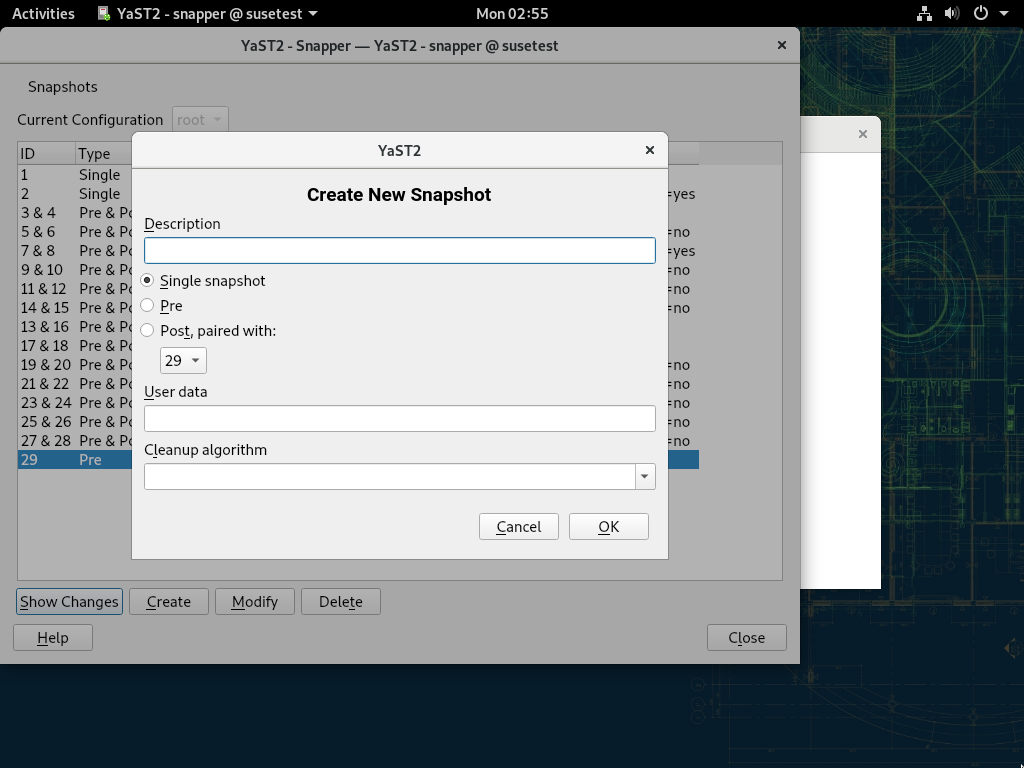 Activities YaST2 - snapper @ susetest Mon 02:55
YaST2 - Snapper — YaST2 - snapper @ susetest
Snapshots
Current Configuration root
ID Type
1 Single
2 Single =yes
3 & 4 Pre & Po
5 & 6 Pre & Po =no
7 & 8 Pre & Po =yes
9 & 10 Pre & Po =no
11 & 12 Pre & Po =no
14 & 15 Pre & Po =no
13 & 16 Pre & Po
17 & 18 Pre & Po
19 & 20 Pre & Po =no
21 & 22 Pre & Po =no
23 & 24 Pre & Po =no
25 & 26 Pre & Po =no
27 & 28 Pre & Po =no
29 Pre
YaST2
Create New Snapshot
Description
Single snapshot
Pre
Post, paired with:
29
User data
Cleanup algorithm
Cancel OK
Show Changes Create Modify Delete
Help Close